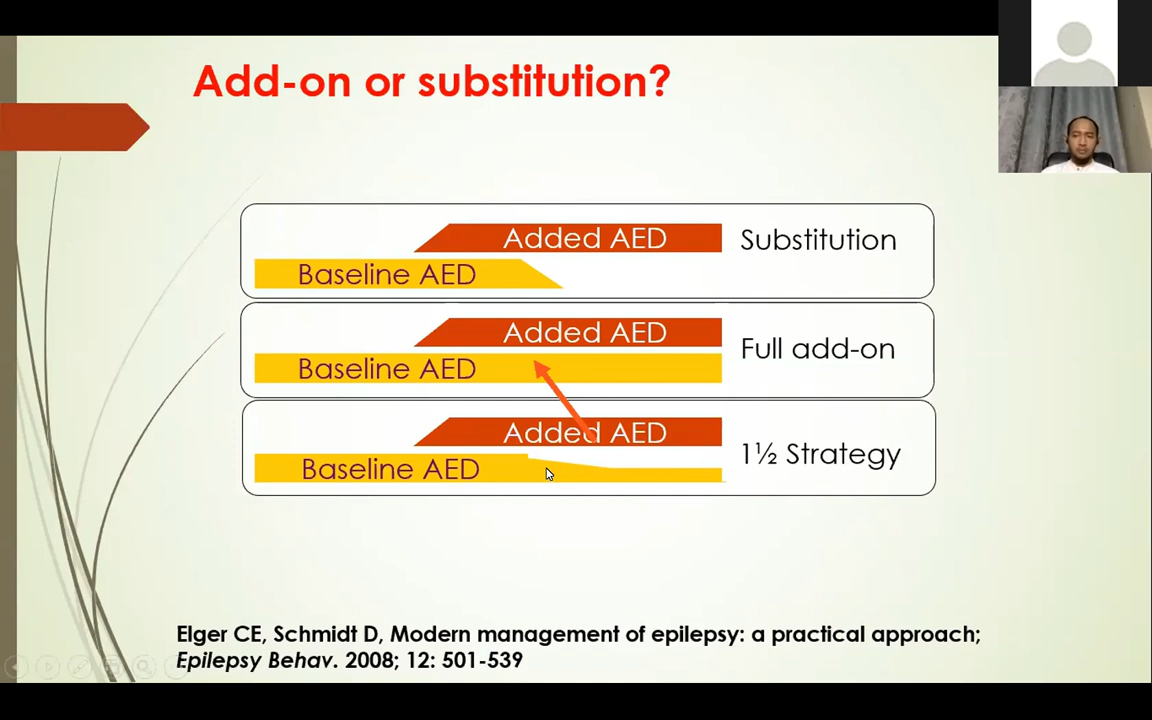 Add-on or substitution?
Added AED
Substitution
Baseline AED
Added AED
Full add-on
Baseline AED
Added AED
1½ Strategy
Baseline AED
Elger CE, Schmidt D, Modern management of epilepsy: a practical approach;
Epilepsy Behav. 2008; 12: 501-539